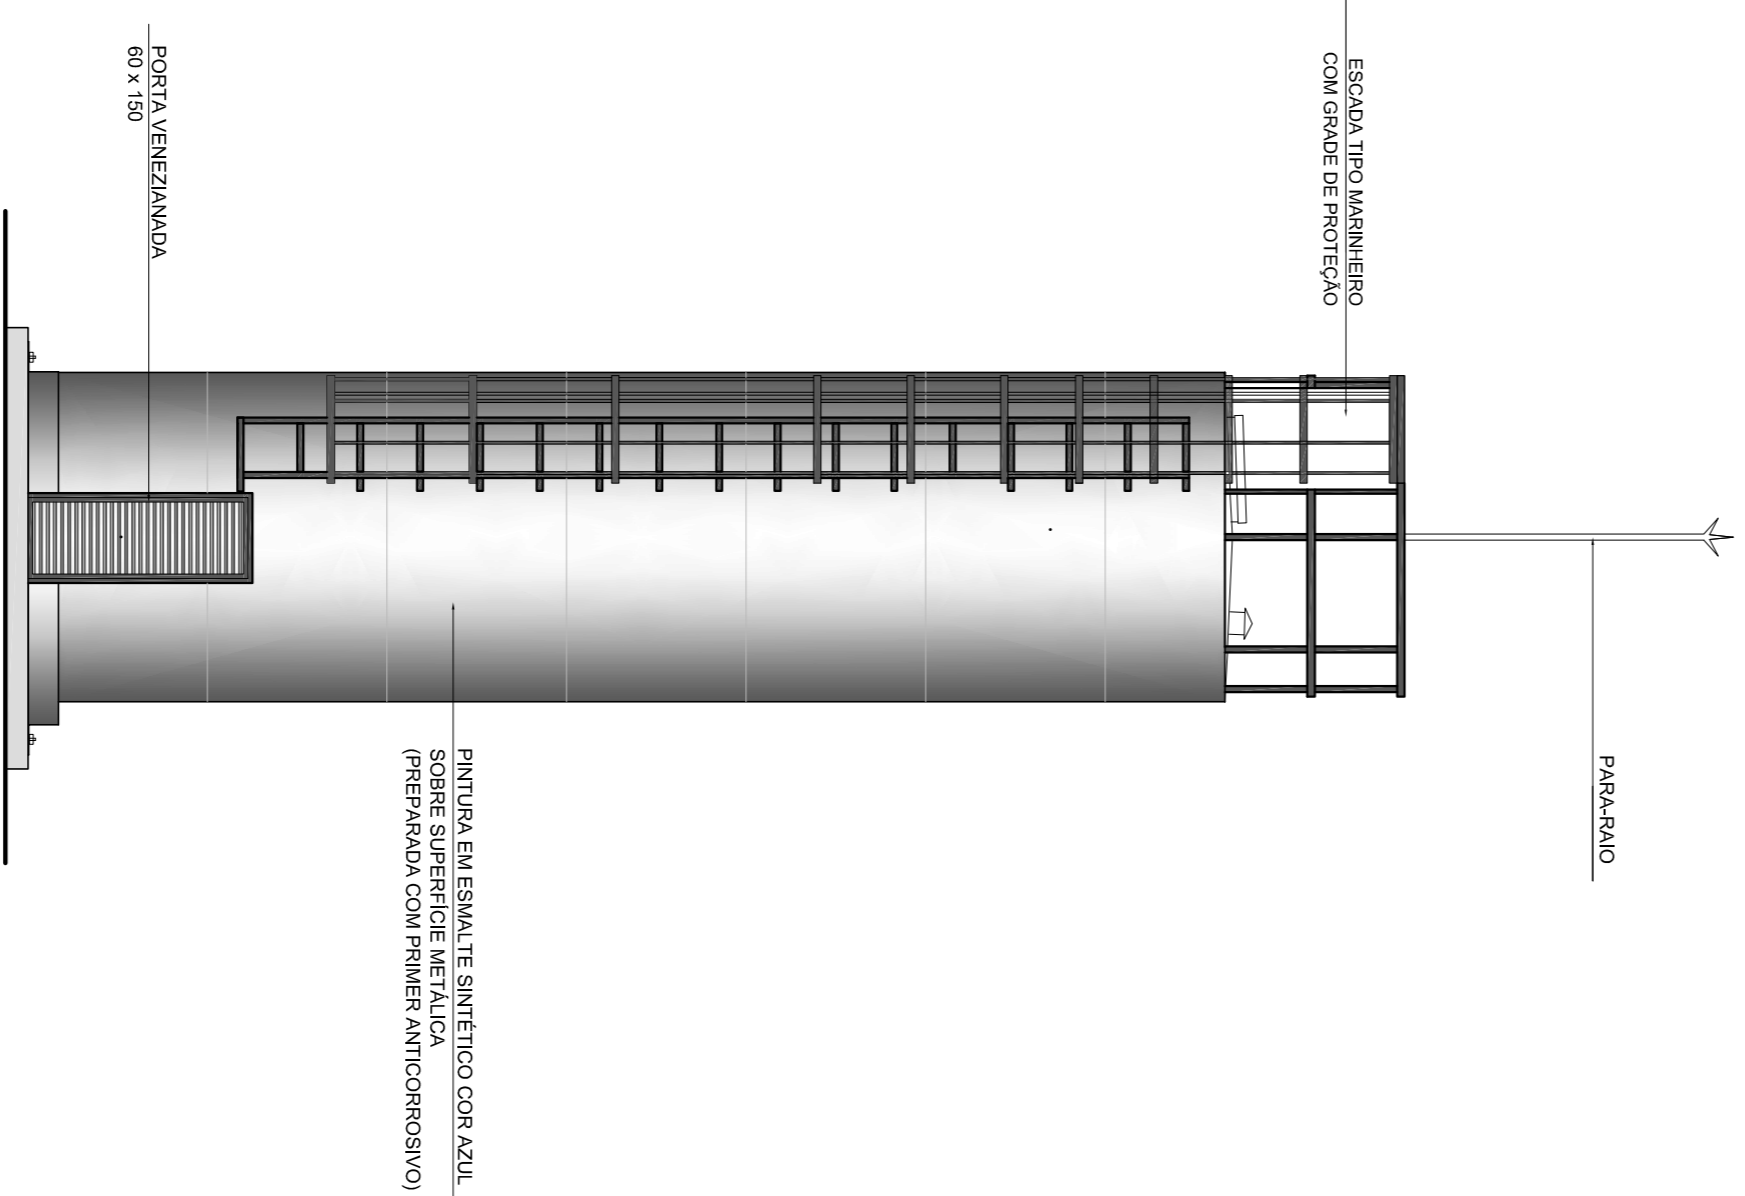 ESCADA TIPO MARINHEIRO
COM GRADE DE PROTEÇÃO
PORTA VENEZIANADA
60 x 150
PARA-RAIO
PINTURA EM ESMALTE SINTÉTICO COR AZUL
SOBRE SUPERFÍCIE METÁLICA
(PREPARADA COM PRIMER ANTICORROSIVO)